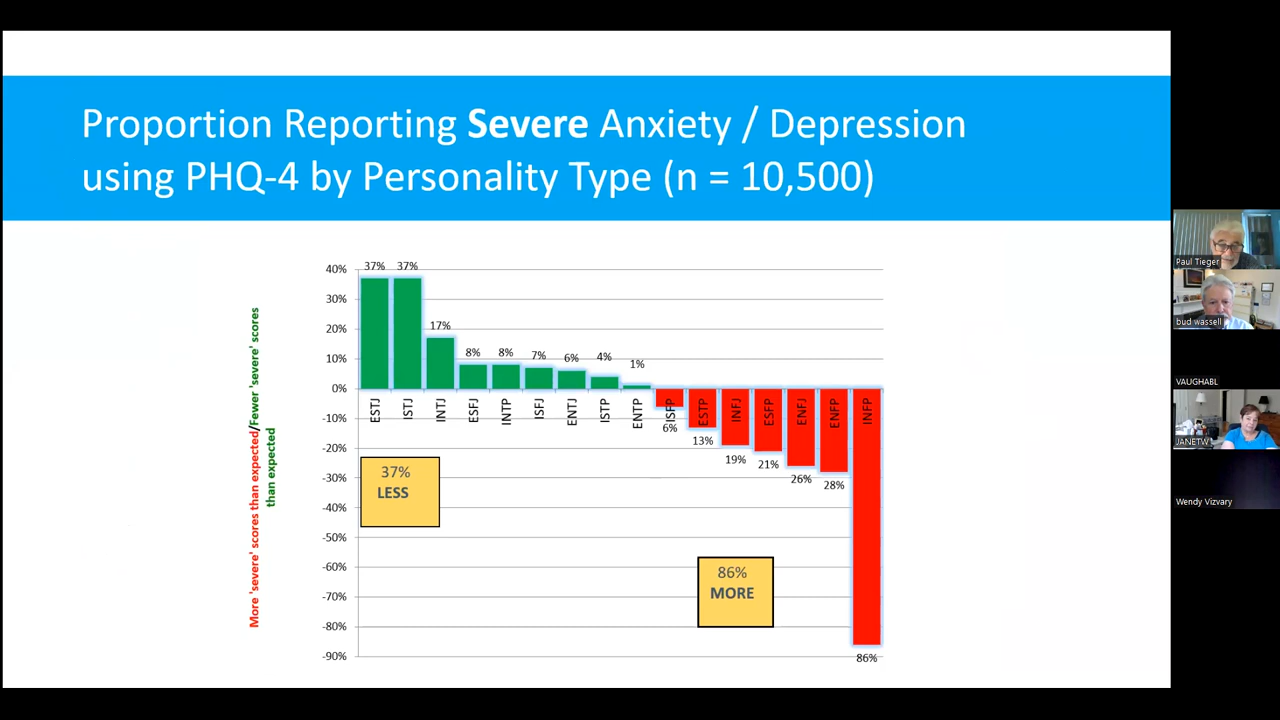 Proportion Reporting Severe Anxiety / Depression
using PHQ-4 by Personality Type (n = 10,500)
More 'severe' scores than expected/Fewer 'severe' scores
than expected
40%
30%
20%
10%
0%
-10%
-20%
-30%
-40%
-50%
-60%
-70%
-80%
-90%
37% 37% 17% 8% 8% 7% 6% 4% 1%
ESTJ ISTJ INTJ ESFJ INTP ISFJ ENTJ ISTP ENTP ISFP ESTP INFJ ESFP ENFJ ENFP INFP
6% 13% 19% 21% 26% 28% 86%
37%
LESS
86%
MORE
Paul Tieger
bud wassell
VAUGHABL
JANETW
Wendy Vizvary